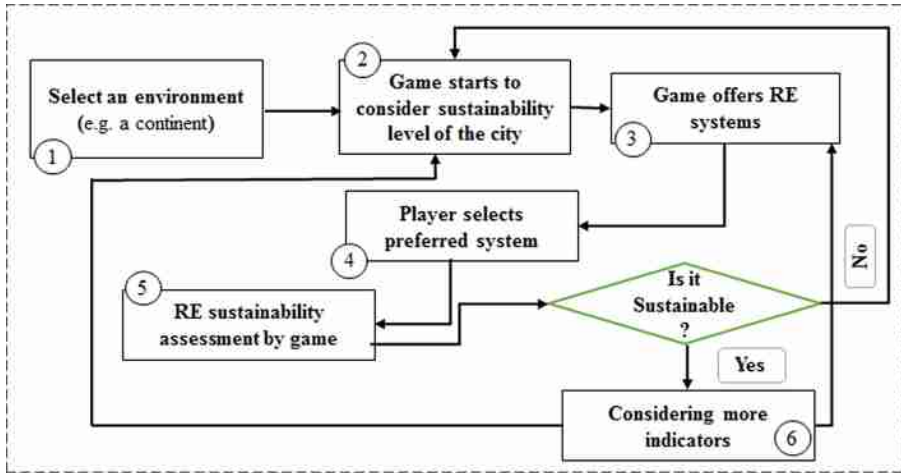 Select an environment
(e.g. a continent)
1
2
Game starts to
consider sustainability
level of the city
Game offers RE
systems
3
Player selects
preferred system
4
5
RE sustainability
assessment by game
Is it
Sustainable
?
No
Yes
Considering more
indicators
6